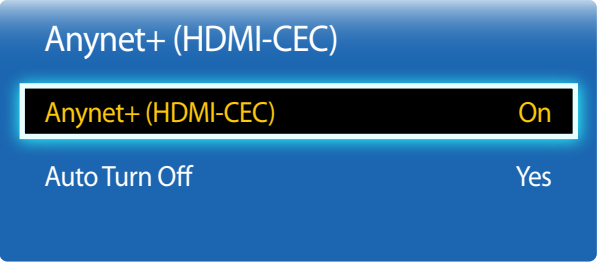 Anynet+ (HDMI-CEC)
Anynet+ (HDMI-CEC) On
Auto Turn Off Yes